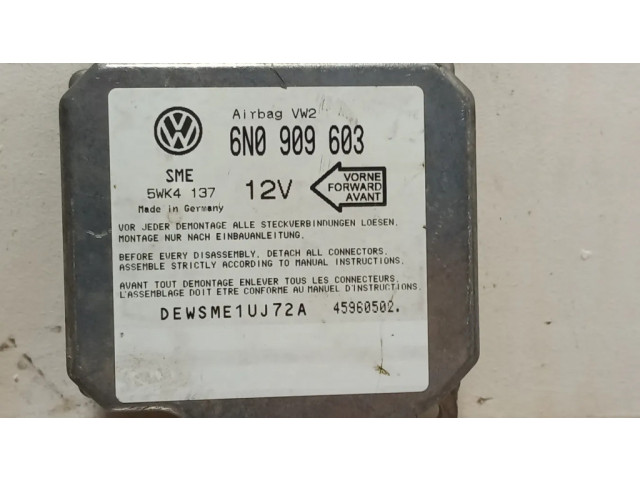 Airbag VW2
6N0 909 603
SME
5WK4 137
Made in Germany
12V
VORNE
FORWARD
AVANT
VOR JEDER DEMONTAGE ALLE STECKVERBINDUNGEN LOESEN.
MONTAGE NUR NACH EINBAUANLEITUNG.
BEFORE EVERY DISASSEMBLY, DETACH ALL CONNECTORS.
ASSEMBLE STRICTLY ACCORDING TO MANUAL INSTRUCTIONS.
AVANT TOUT DEMONTAGE ENLEVER TOUS LES CONNECTEURS.
L'ASSEMBLAGE DOIT ETRE CONFORME AU MANUEL D'INSTRUCTIONS.
DEWSME1UJ72A 45960502.